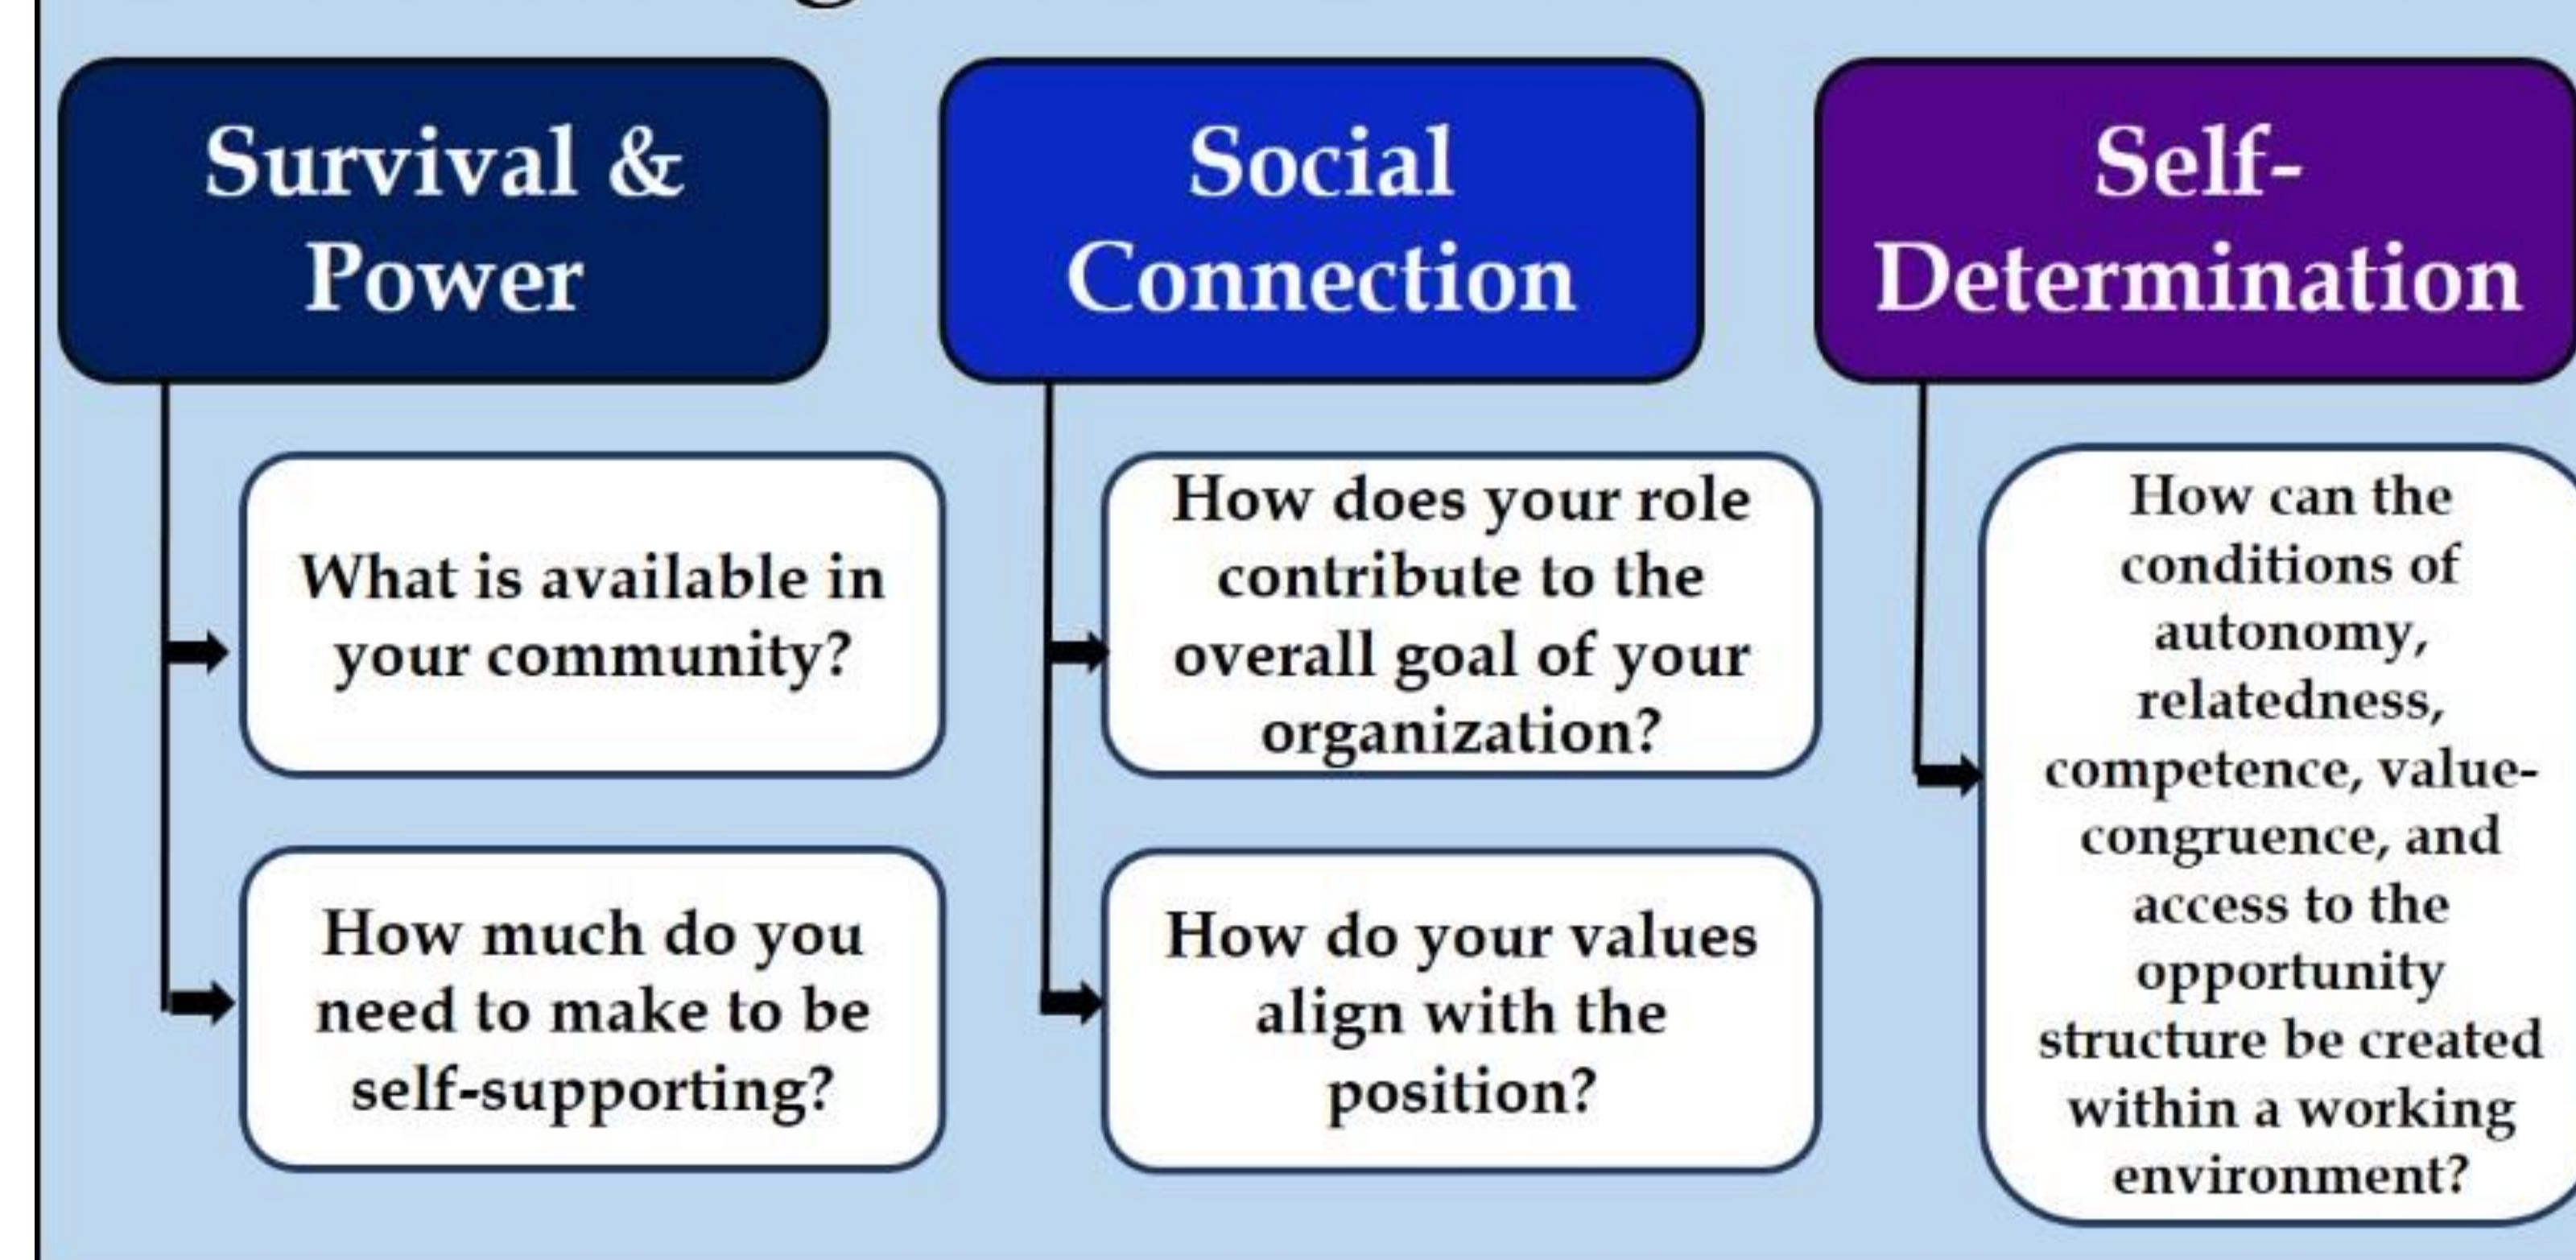 Survival &
Power
What is available in
your community?
How much do you
need to make to be
self-supporting?
Social
Connection
How does your role
contribute to the
overall goal of your
organization?
How do your values
align with the
position?
Self-
Determination
How can the
conditions of
autonomy,
relatedness,
competence, value-
congruence, and
access to the
opportunity
structure be created
within a working
environment?